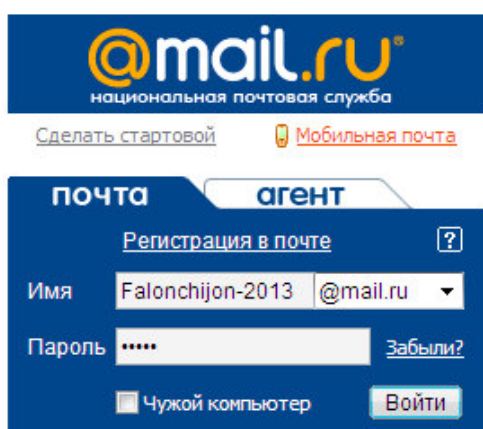 @mail.ru®
национальная почтовая служба
Сделать стартовой Мобильная почта
почта агент
Регистрация в почте ?
Имя Falonchijon-2013 @mail.ru
Пароль ••••• Забыли?
Чужой компьютер Войти